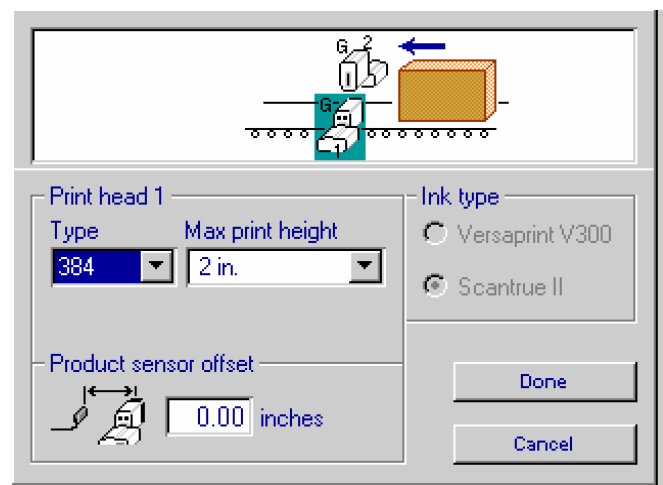 G 2
G
1
Print head 1
Type Max print height
384 2 in.
Ink type
Versaprint V300
Scantrue II
Product sensor offset
0.00 inches
Done
Cancel